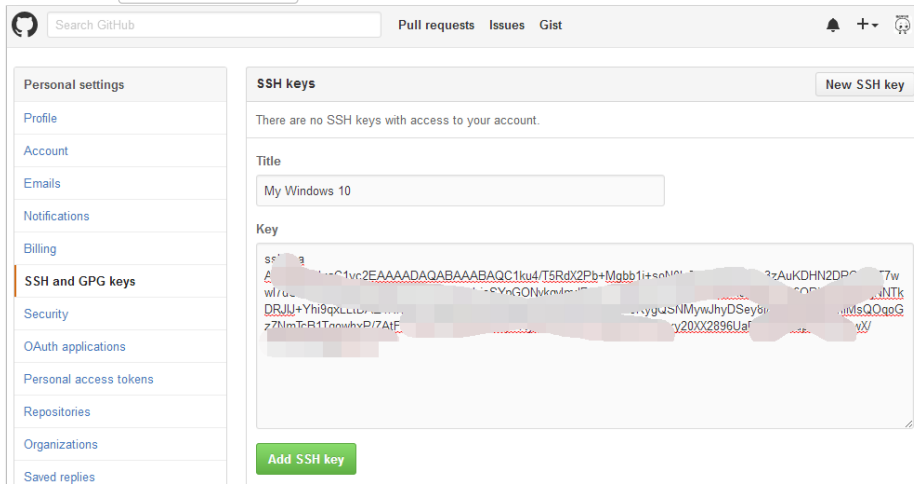 Search GitHub
Pull requests Issues Gist
Personal settings
Profile
Account
Emails
Notifications
Billing
SSH and GPG keys
Security
OAuth applications
Personal access tokens
Repositories
Organizations
Saved replies
SSH keys
New SSH key
There are no SSH keys with access to your account.
Title
My Windows 10
Key
Add SSH key